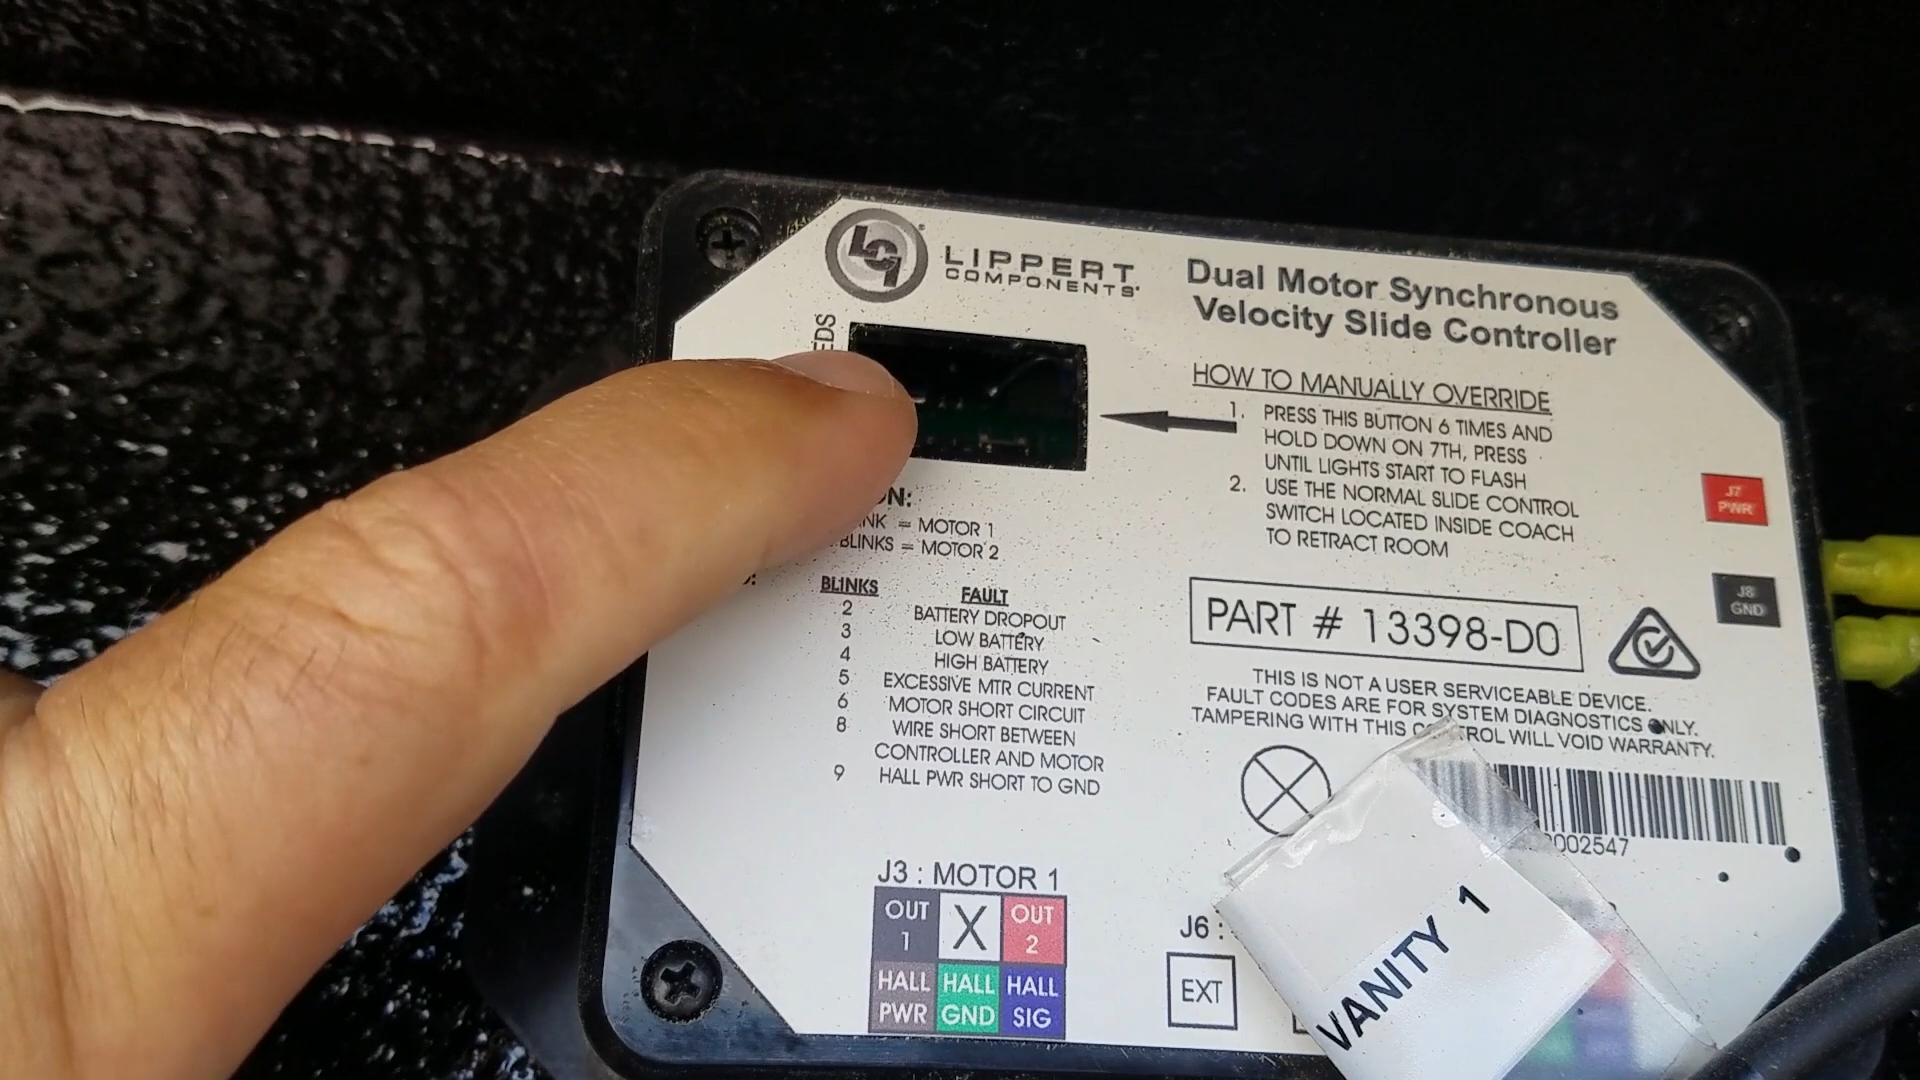 LCI
LIPPERT
COMPONENTS
Dual Motor Synchronous
Velocity Slide Controller
HOW TO MANUALLY OVERRIDE
1. PRESS THIS BUTTON 6 TIMES AND
HOLD DOWN ON 7TH, PRESS
UNTIL LIGHTS START TO FLASH
2. USE THE NORMAL SLIDE CONTROL
SWITCH LOCATED INSIDE COACH
TO RETRACT ROOM
= MOTOR 1
BLINKS = MOTOR 2
BLINKS FAULT
2 BATTERY DROPOUT
3 LOW BATTERY
4 HIGH BATTERY
5 EXCESSIVE MTR CURRENT
6 MOTOR SHORT CIRCUIT
8 WIRE SHORT BETWEEN
CONTROLLER AND MOTOR
9 HALL PWR SHORT TO GND
J7
PWR
J8
GND
PART # 13398-D0
THIS IS NOT A USER SERVICEABLE DEVICE.
FAULT CODES ARE FOR SYSTEM DIAGNOSTICS ONLY.
TAMPERING WITH THIS CONTROL WILL VOID WARRANTY.
002547
J3 : MOTOR 1
OUT 1 X OUT 2
HALL PWR HALL GND HALL SIG
J6 :
EXT
VANITY 1